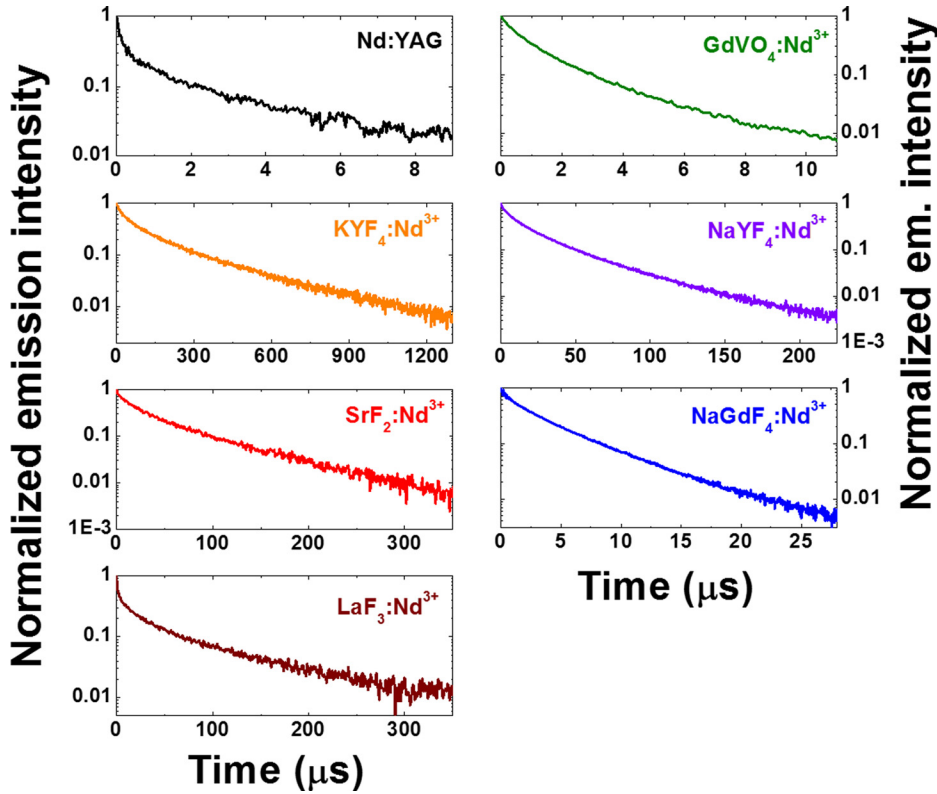 Normalized emission intensity
Nd:YAG
1
0.1
0.01
0 2 4 6 8
KYF₄:Nd³⁺
1
0.1
0.01
0 300 600 900 1200
SrF₂:Nd³⁺
1
0.1
0.01
1E-3
0 100 200 300
LaF₃:Nd³⁺
1
0.1
0.01
0 100 200 300
Time (μs)
GdVO₄:Nd³⁺
1
0.1
0.01
0 2 4 6 8 10
NaYF₄:Nd³⁺
1
0.1
0.01
1E-3
0 50 100 150 200
NaGdF₄:Nd³⁺
1
0.1
0.01
0 5 10 15 20 25
Time (μs)
Normalized em. intensity